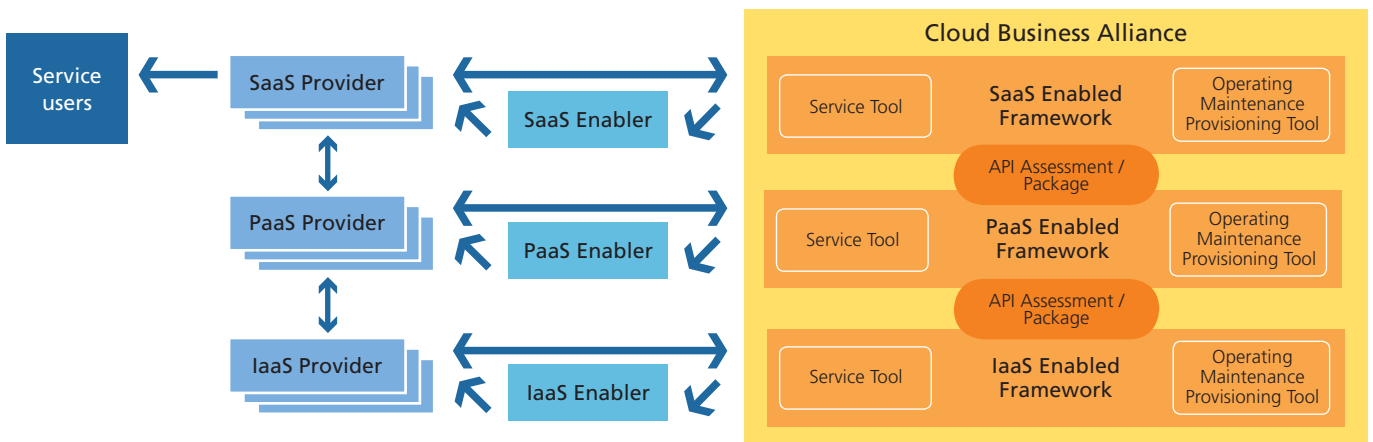 Cloud Business Alliance
Service
users
SaaS Provider
SaaS Enabler
Service Tool
SaaS Enabled
Framework
Operating
Maintenance
Provisioning Tool
API Assessment /
Package
PaaS Provider
PaaS Enabler
Service Tool
PaaS Enabled
Framework
Operating
Maintenance
Provisioning Tool
API Assessment /
Package
IaaS Provider
IaaS Enabler
Service Tool
IaaS Enabled
Framework
Operating
Maintenance
Provisioning Tool